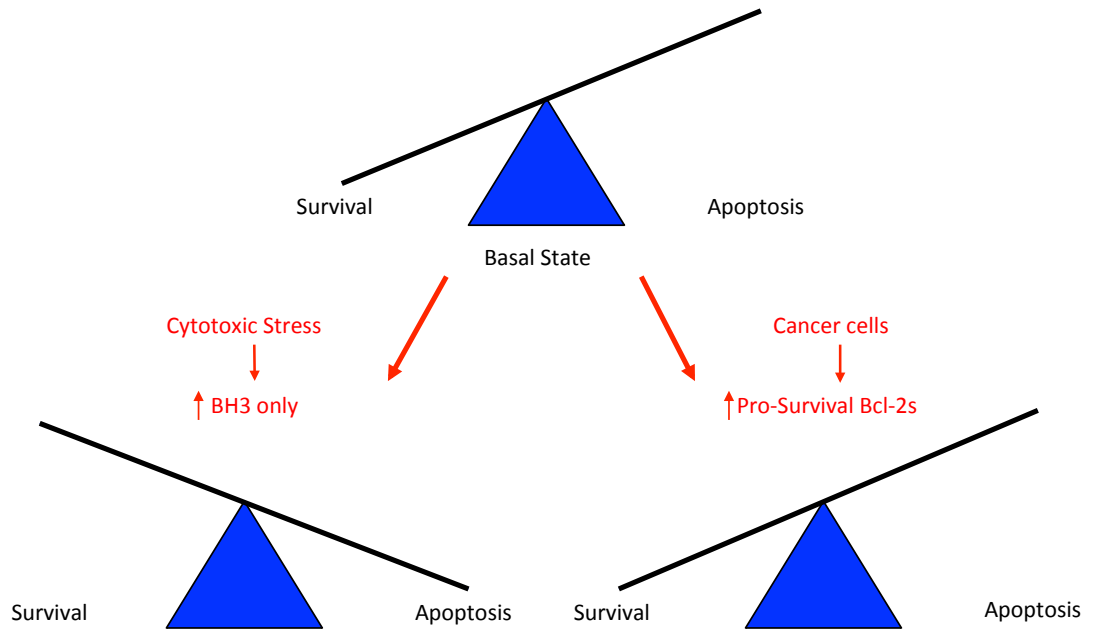 Survival
Apoptosis
Basal State
Cytotoxic Stress
BH3 only
Cancer cells
Pro-Survival Bcl-2s
Survival
Apoptosis
Survival
Apoptosis